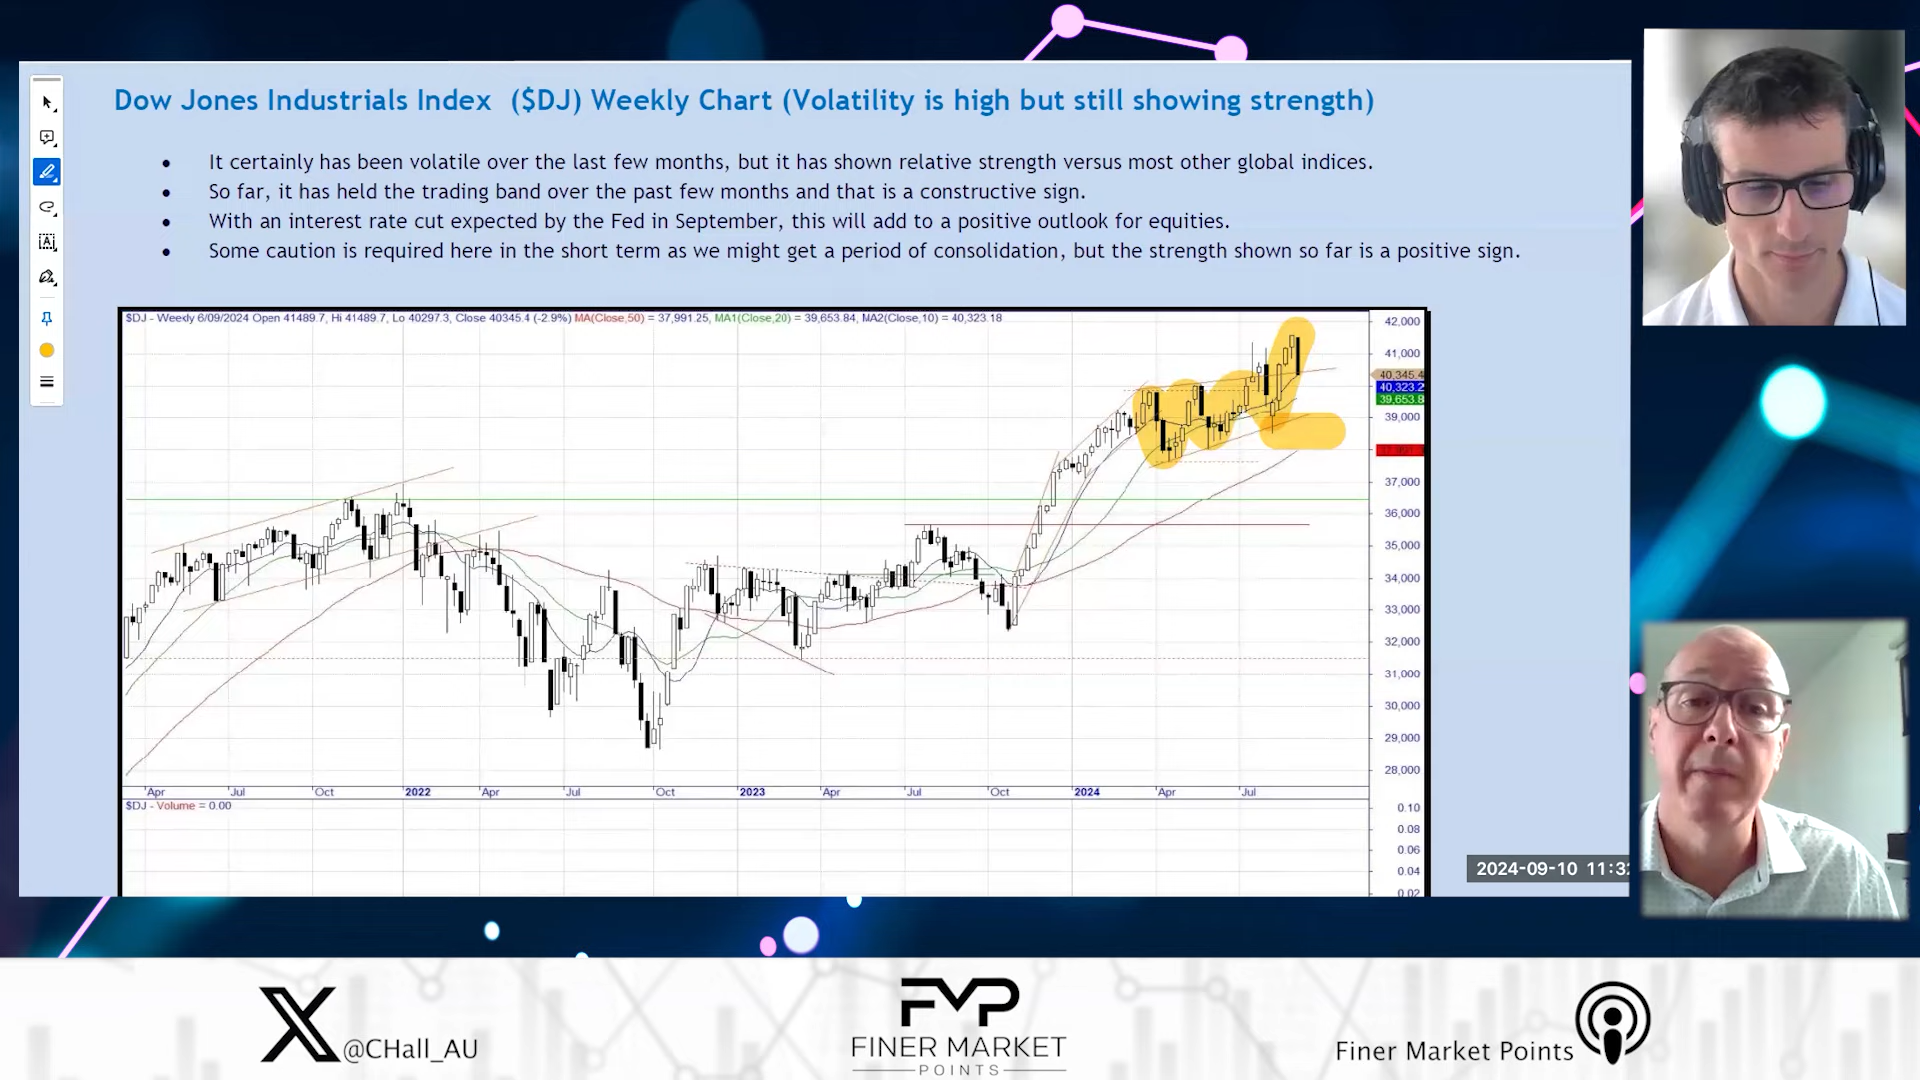 Dow Jones Industrials Index ($DJ) Weekly Chart (Volatility is high but still showing strength)
• It certainly has been volatile over the last few months, but it has shown relative strength versus most other global indices.
• So far, it has held the trading band over the past few months and that is a constructive sign.
• With an interest rate cut expected by the Fed in September, this will add to a positive outlook for equities.
• Some caution is required here in the short term as we might get a period of consolidation, but the strength shown so far is a positive sign.
$DJ - Weekly 6/09/2024 Open 41489.7, Hi 41489.7, Lo 40297.3, Close 40345.4 (-2.9%) MA(Close,50) = 37,991.25, MA1(Close,20) = 39,653.84, MA2(Close,10) = 40,323.18
42,000
41,000
40,345.4
40,323.2
39,653.8
39,000
37,000
36,000
35,000
34,000
33,000
32,000
31,000
30,000
29,000
28,000
Apr Jul Oct 2022 Apr Jul Oct 2023 Apr Jul Oct 2024 Apr Jul
$DJ - Volume = 0.00
0.10
0.08
0.06
0.04
0.02
2024-09-10 11:32
@CHall_AU
FMP
FINER MARKET
POINTS
Finer Market Points